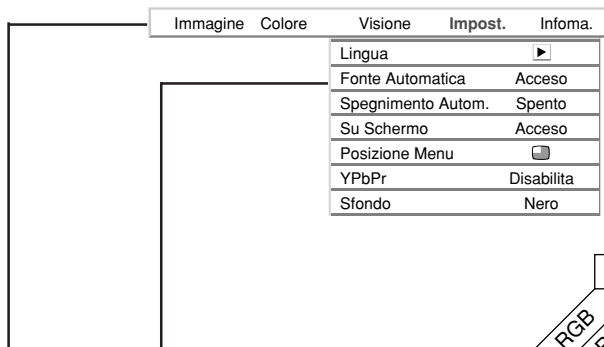 Immagine Colore Visione Impost. Infoma.
Lingua
Fonte Automatica Acceso
Spegnimento Autom. Spento
Su Schermo Acceso
Posizione Menu
YPbPr Disabilita
Sfondo Nero
RGB